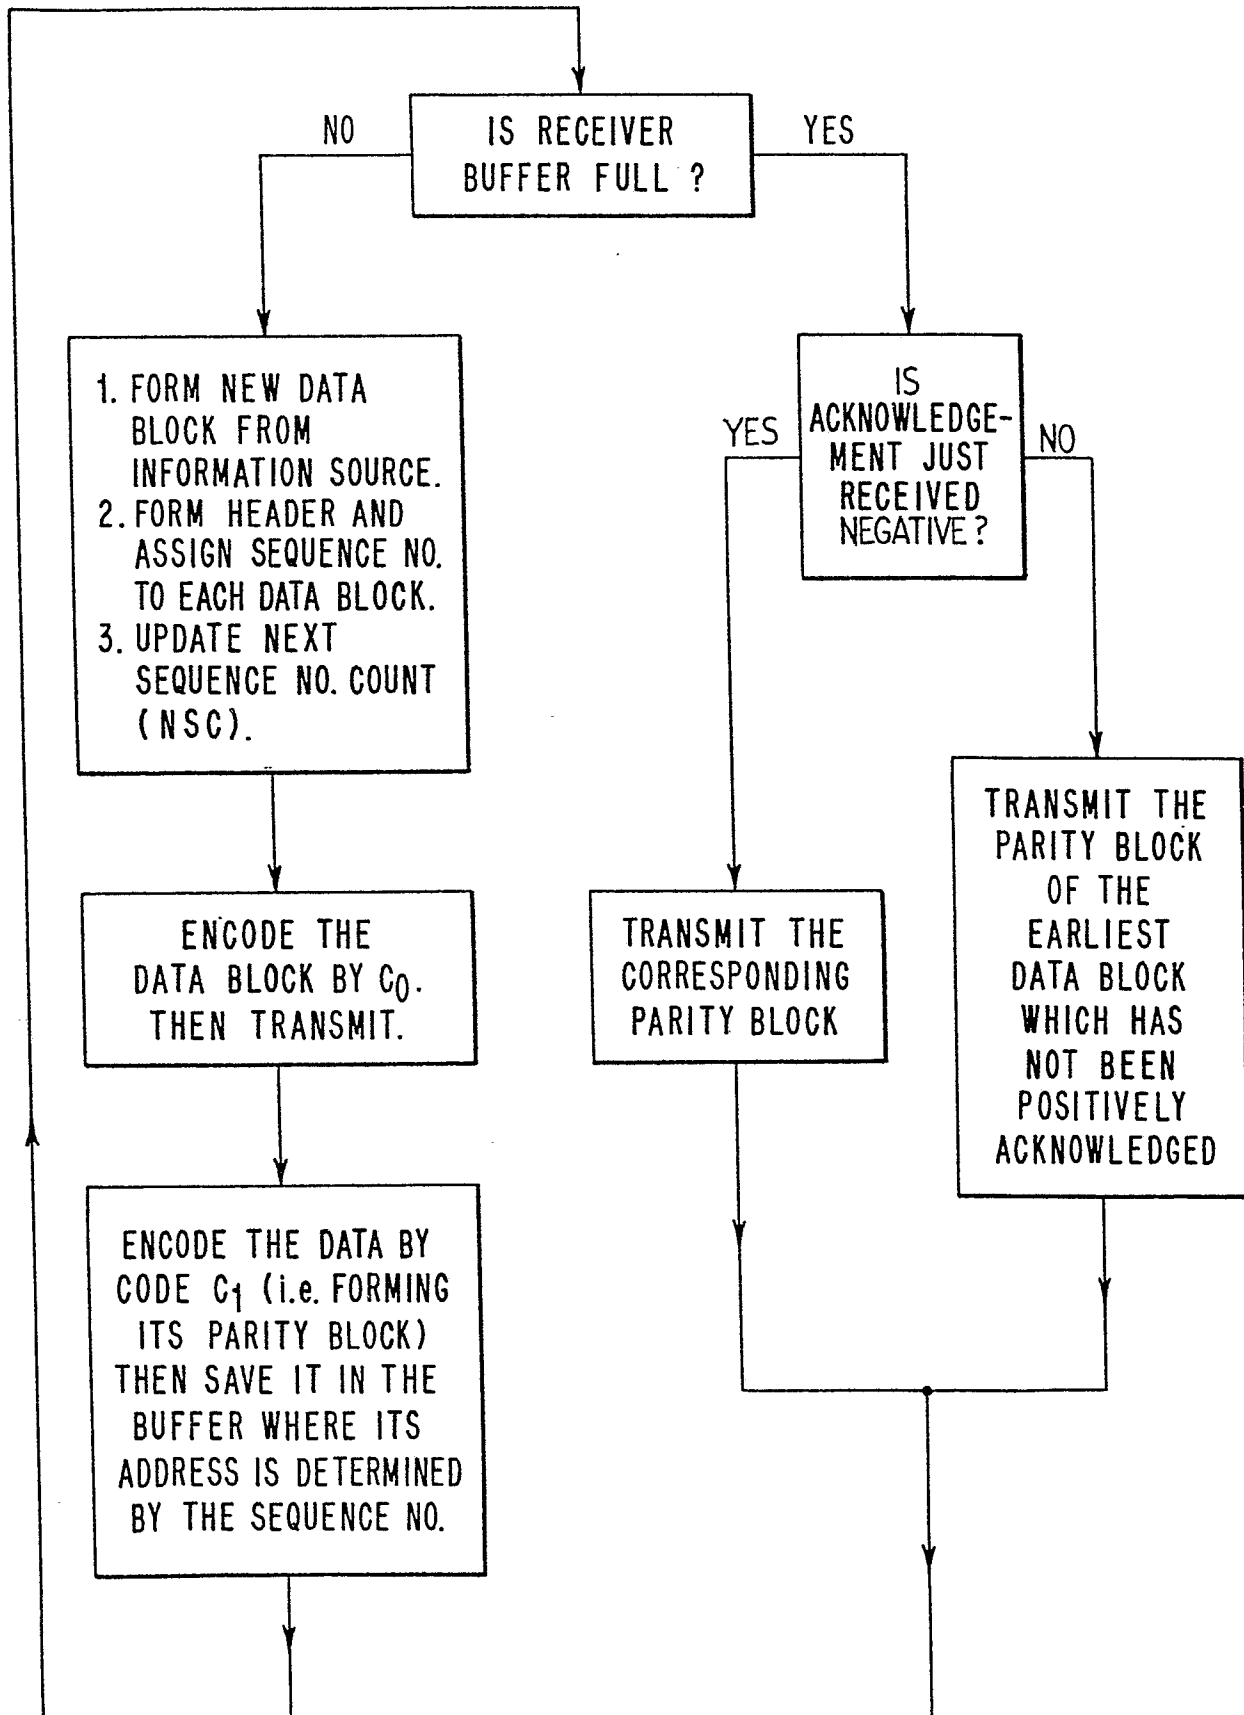 IS RECEIVER
BUFFER FULL ?
NO
YES
1. FORM NEW DATA
BLOCK FROM
INFORMATION SOURCE.
2. FORM HEADER AND
ASSIGN SEQUENCE NO.
TO EACH DATA BLOCK.
3. UPDATE NEXT
SEQUENCE NO. COUNT
(NSC).
ENCODE THE
DATA BLOCK BY C0.
THEN TRANSMIT.
ENCODE THE DATA BY
CODE C1 (i.e. FORMING
ITS PARITY BLOCK)
THEN SAVE IT IN THE
BUFFER WHERE ITS
ADDRESS IS DETERMINED
BY THE SEQUENCE NO.
IS
ACKNOWLEDGE-
MENT JUST
RECEIVED
NEGATIVE?
YES
NO
TRANSMIT THE
CORRESPONDING
PARITY BLOCK
TRANSMIT THE
PARITY BLOCK
OF THE
EARLIEST
DATA BLOCK
WHICH HAS
NOT BEEN
POSITIVELY
ACKNOWLEDGED